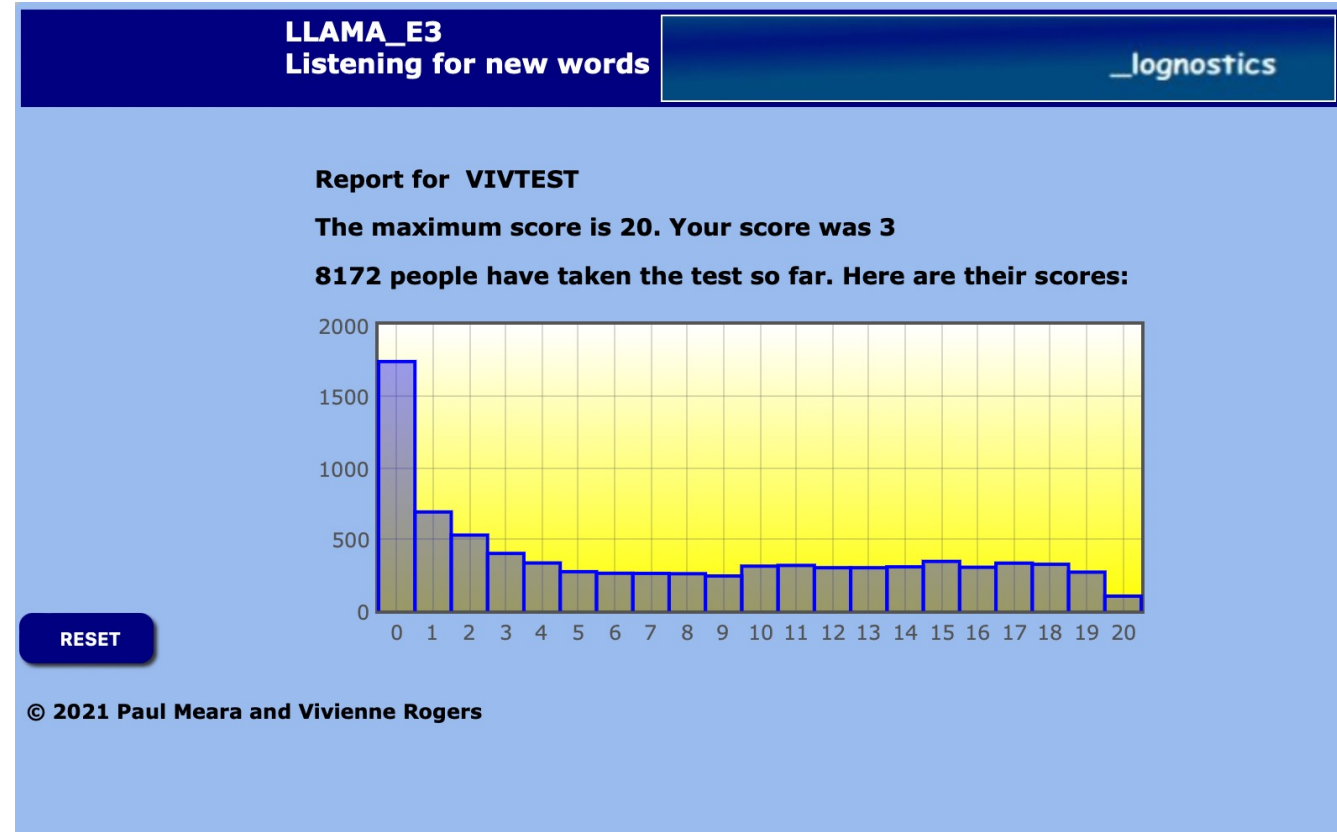 LLAMA_E3
Listening for new words
_lognostics
Report for VIVTEST
The maximum score is 20. Your score was 3
8172 people have taken the test so far. Here are their scores:
2000
1500
1000
500
0
0 1 2 3 4 5 6 7 8 9 10 11 12 13 14 15 16 17 18 19 20
RESET
© 2021 Paul Meara and Vivienne Rogers